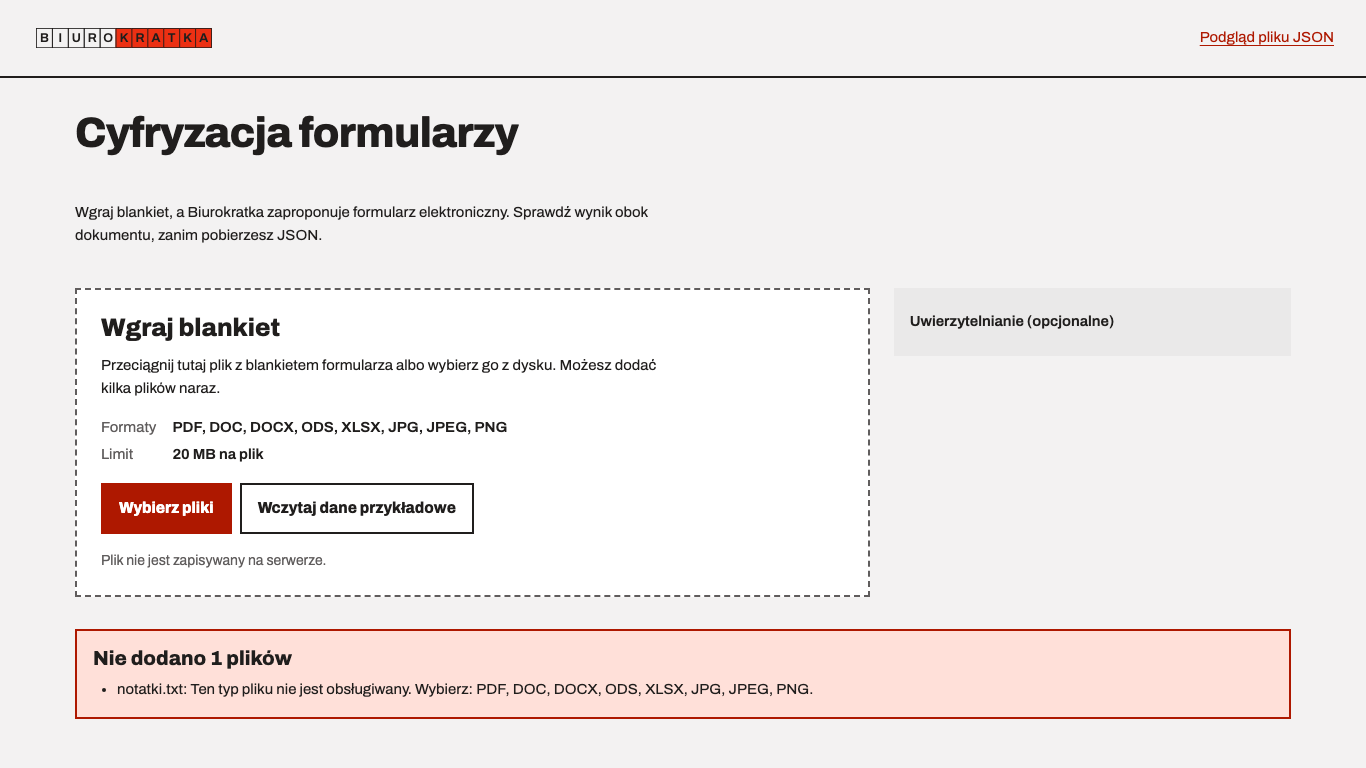 BIUROKRATKA
Podgląd pliku JSON
Cyfryzacja formularzy
Wgraj blankiet, a Biurokratka zaproponuje formularz elektroniczny. Sprawdź wynik obok
dokumentu, zanim pobierzesz JSON.
Wgraj blankiet
Przeciągnij tutaj plik z blankietem formularza albo wybierz go z dysku. Możesz dodać
kilka plików naraz.
Formaty PDF, DOC, DOCX, ODS, XLSX, JPG, JPEG, PNG
Limit 20 MB na plik
Wybierz pliki Wczytaj dane przykładowe
Plik nie jest zapisywany na serwerze.
Uwierzytelnianie (opcjonalne)
Nie dodano 1 plików
• notatki.txt: Ten typ pliku nie jest obsługiwany. Wybierz: PDF, DOC, DOCX, ODS, XLSX, JPG, JPEG, PNG.